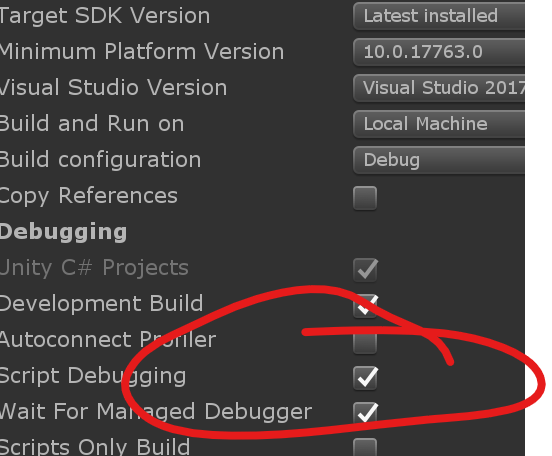 Target SDK Version Latest installed
Minimum Platform Version 10.0.17763.0
Visual Studio Version Visual Studio 2017
Build and Run on Local Machine
Build configuration Debug
Copy References
Debugging
Unity C# Projects
Development Build
Autoconnect Profiler
Script Debugging
Wait For Managed Debugger
Scripts Only Build